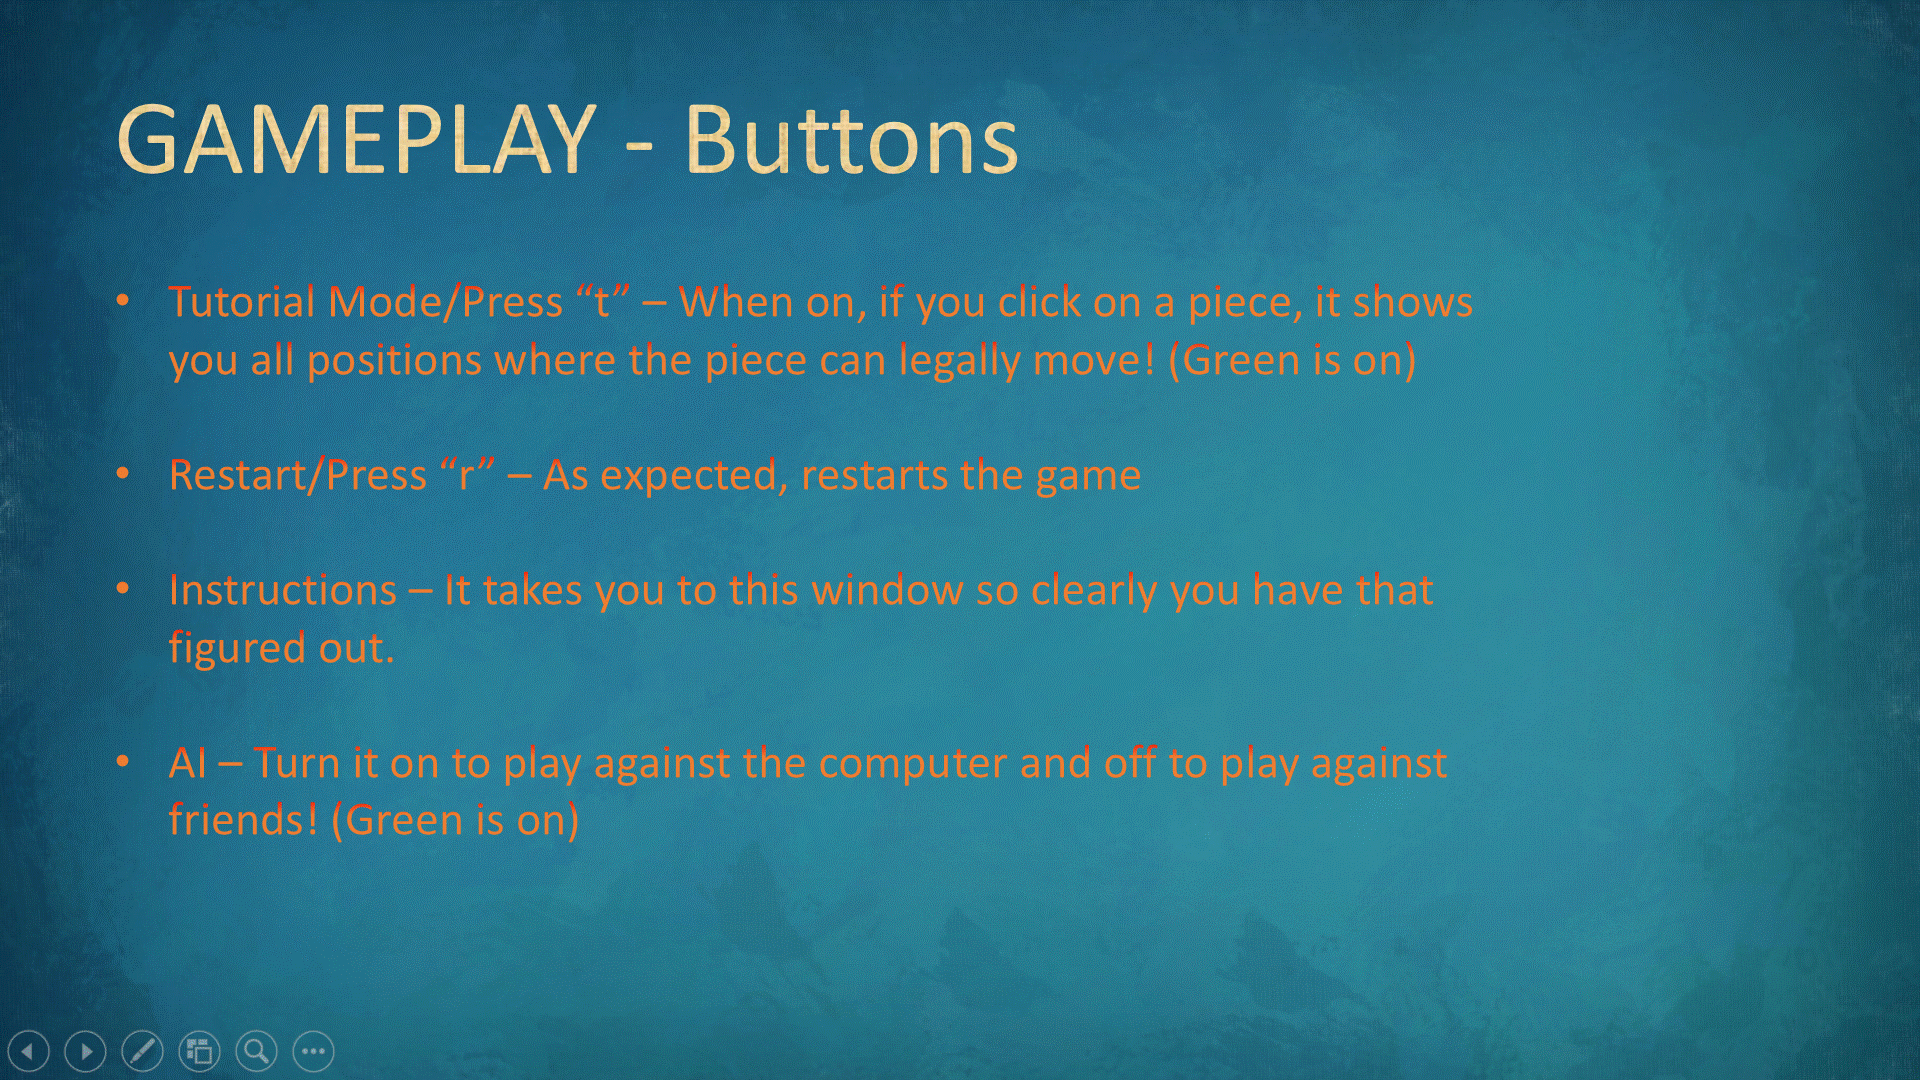 GAMEPLAY - Buttons
• Tutorial Mode/Press “t” – When on, if you click on a piece, it shows
you all positions where the piece can legally move! (Green is on)
• Restart/Press “r” – As expected, restarts the game
• Instructions – It takes you to this window so clearly you have that
figured out.
• AI – Turn it on to play against the computer and off to play against
friends! (Green is on)